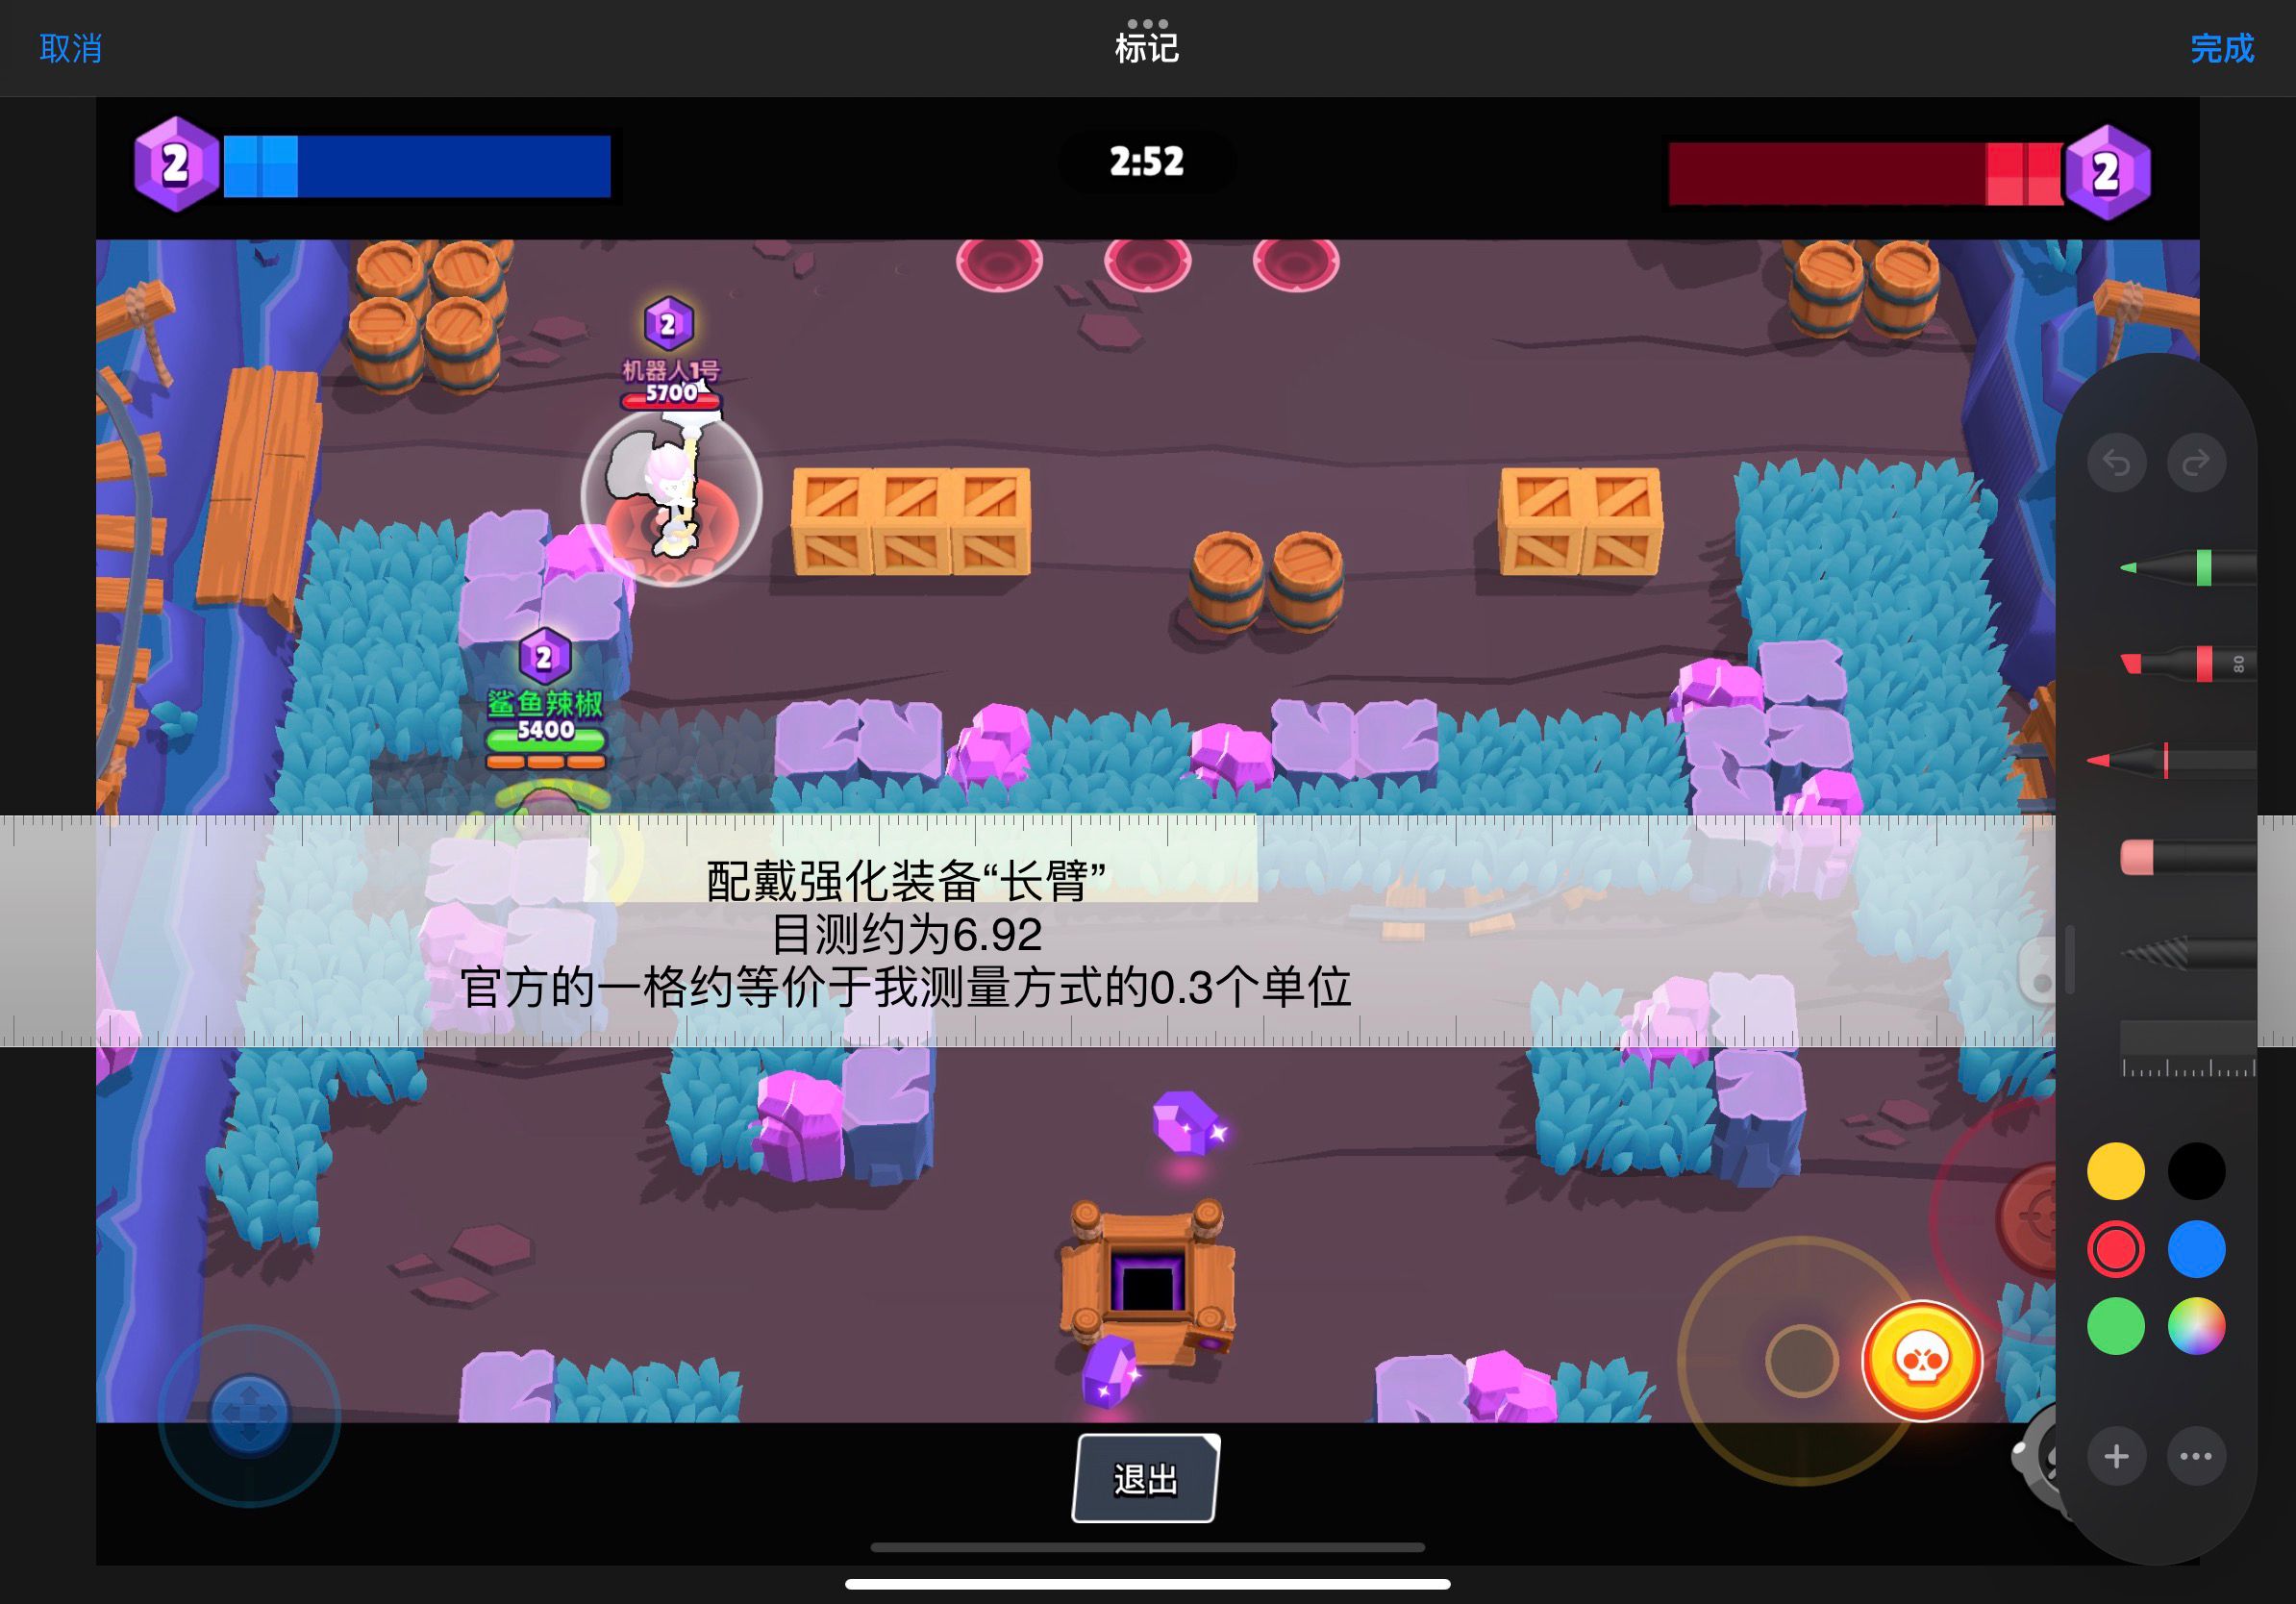 取消
标记
完成
2
2:52
2
2
机器人1号
5700
2
鲨鱼辣椒
5400
80
配戴强化装备“长臂”
目测约为6.92
官方的一格约等价于我测量方式的0.3个单位
退出